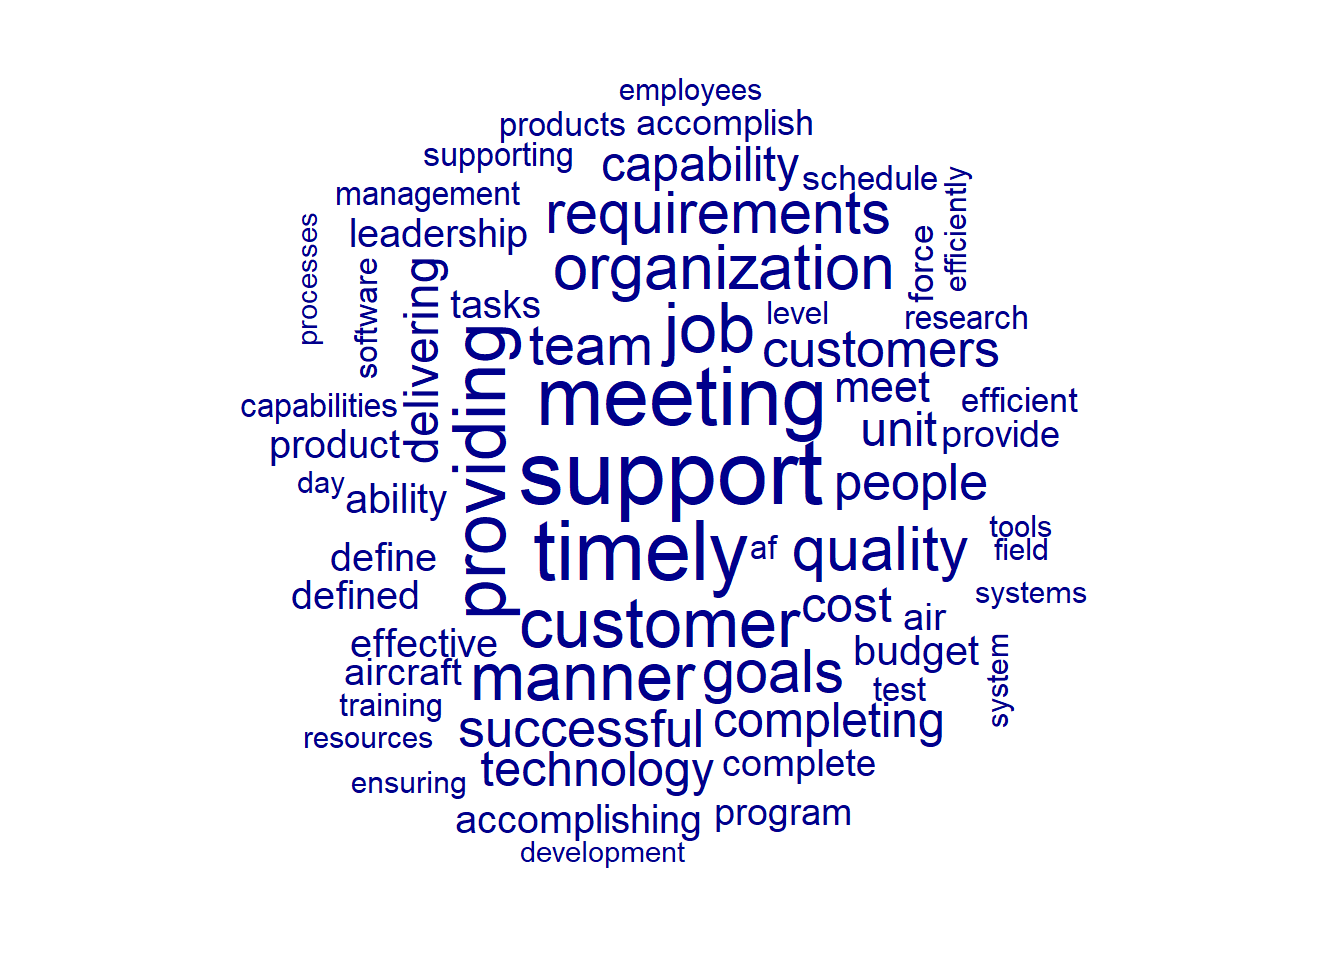 employees
products accomplish
supporting
capability
schedule
management
requirements
efficiently
processes
leadership
force
organization
software
delivering
tasks
level
research
job
team
customers
providing
meeting
meet
efficient
capabilities
unit
provide
product
support
people
day
ability
tools
timely
af
quality
field
define
systems
defined
customer
cost
air
effective
budget
system
aircraft
manner
goals
test
training
successful
completing
resources
technology
complete
ensuring
accomplishing
program
development